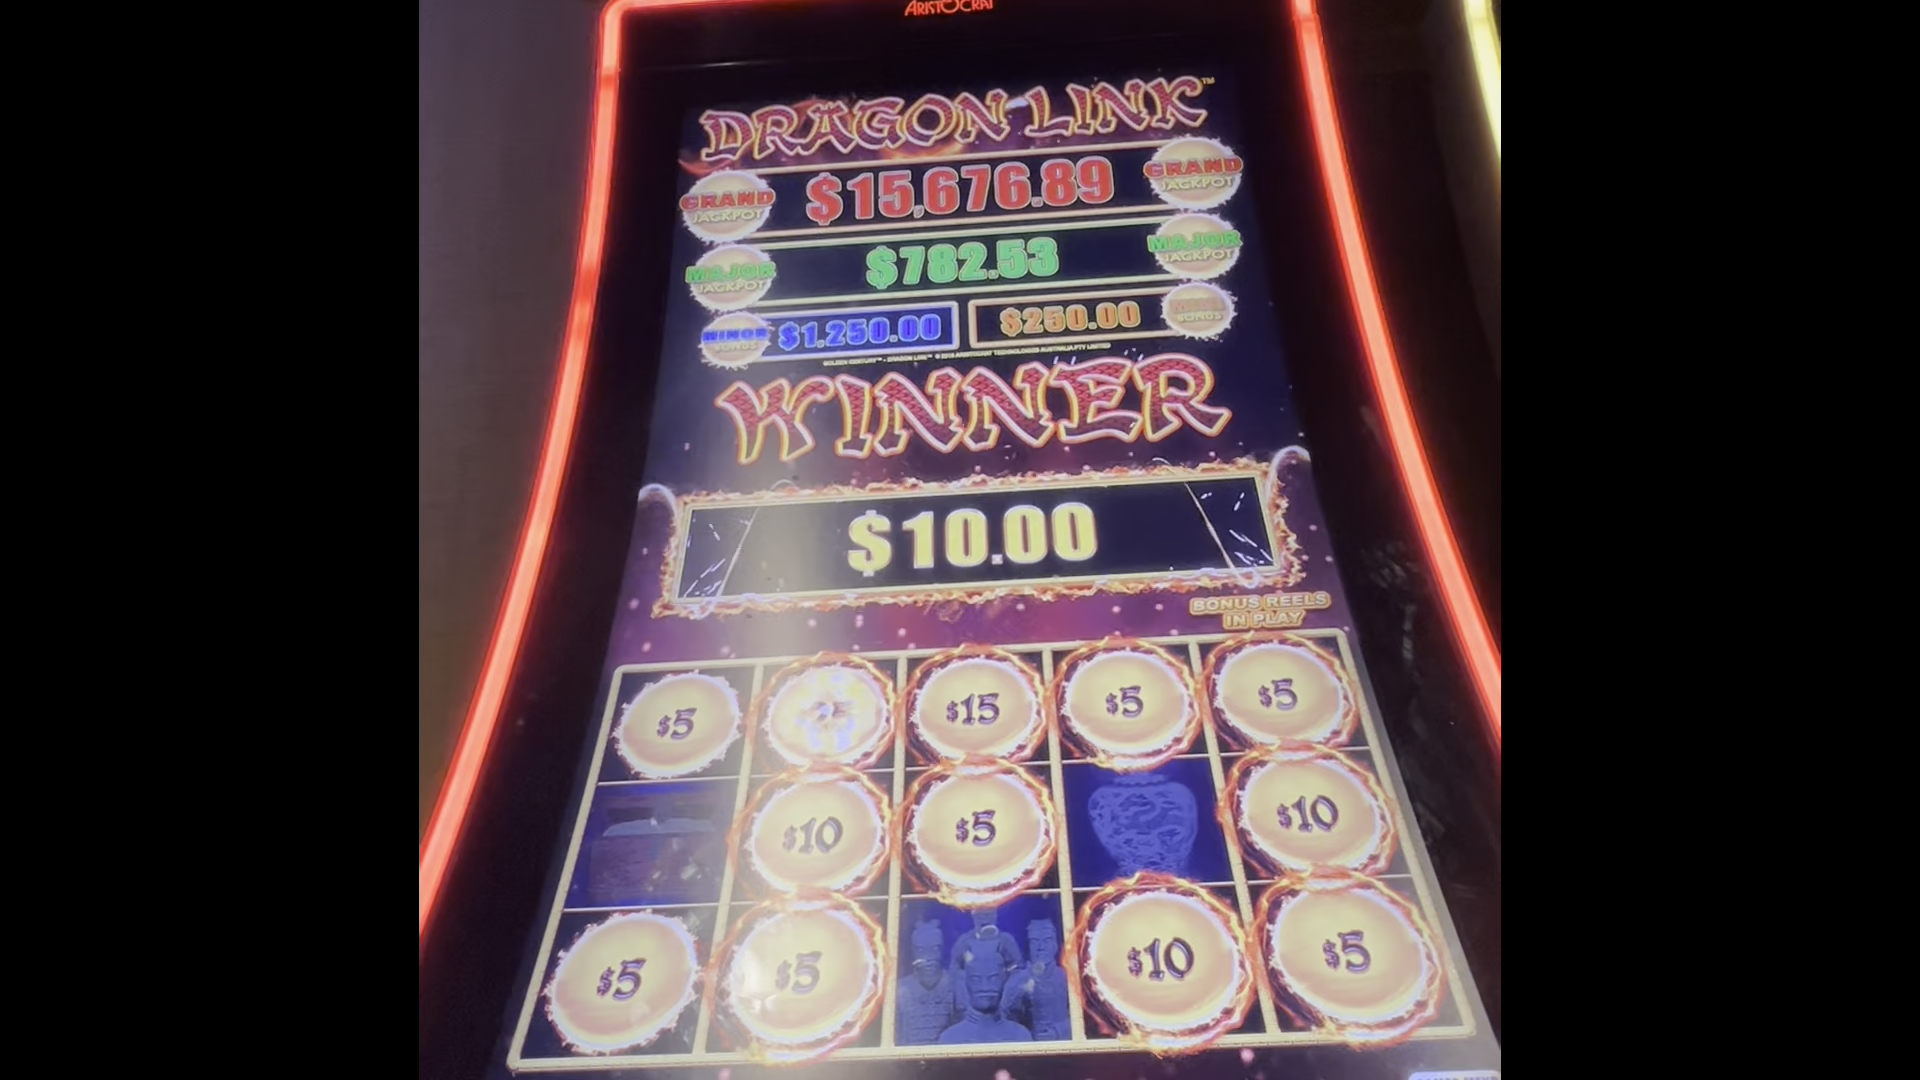 ARISTOCRAT
DRAGON LINK™
GRAND JACKPOT $15,676.89 GRAND JACKPOT
MAJOR JACKPOT $782.53 MAJOR JACKPOT
MINOR BONUS $1,250.00 $250.00 BONUS
WINNER
$10.00
BONUS REELS
IN PLAY
$5 $15 $5 $5
$10 $5 $10
$5 $5 $10 $5